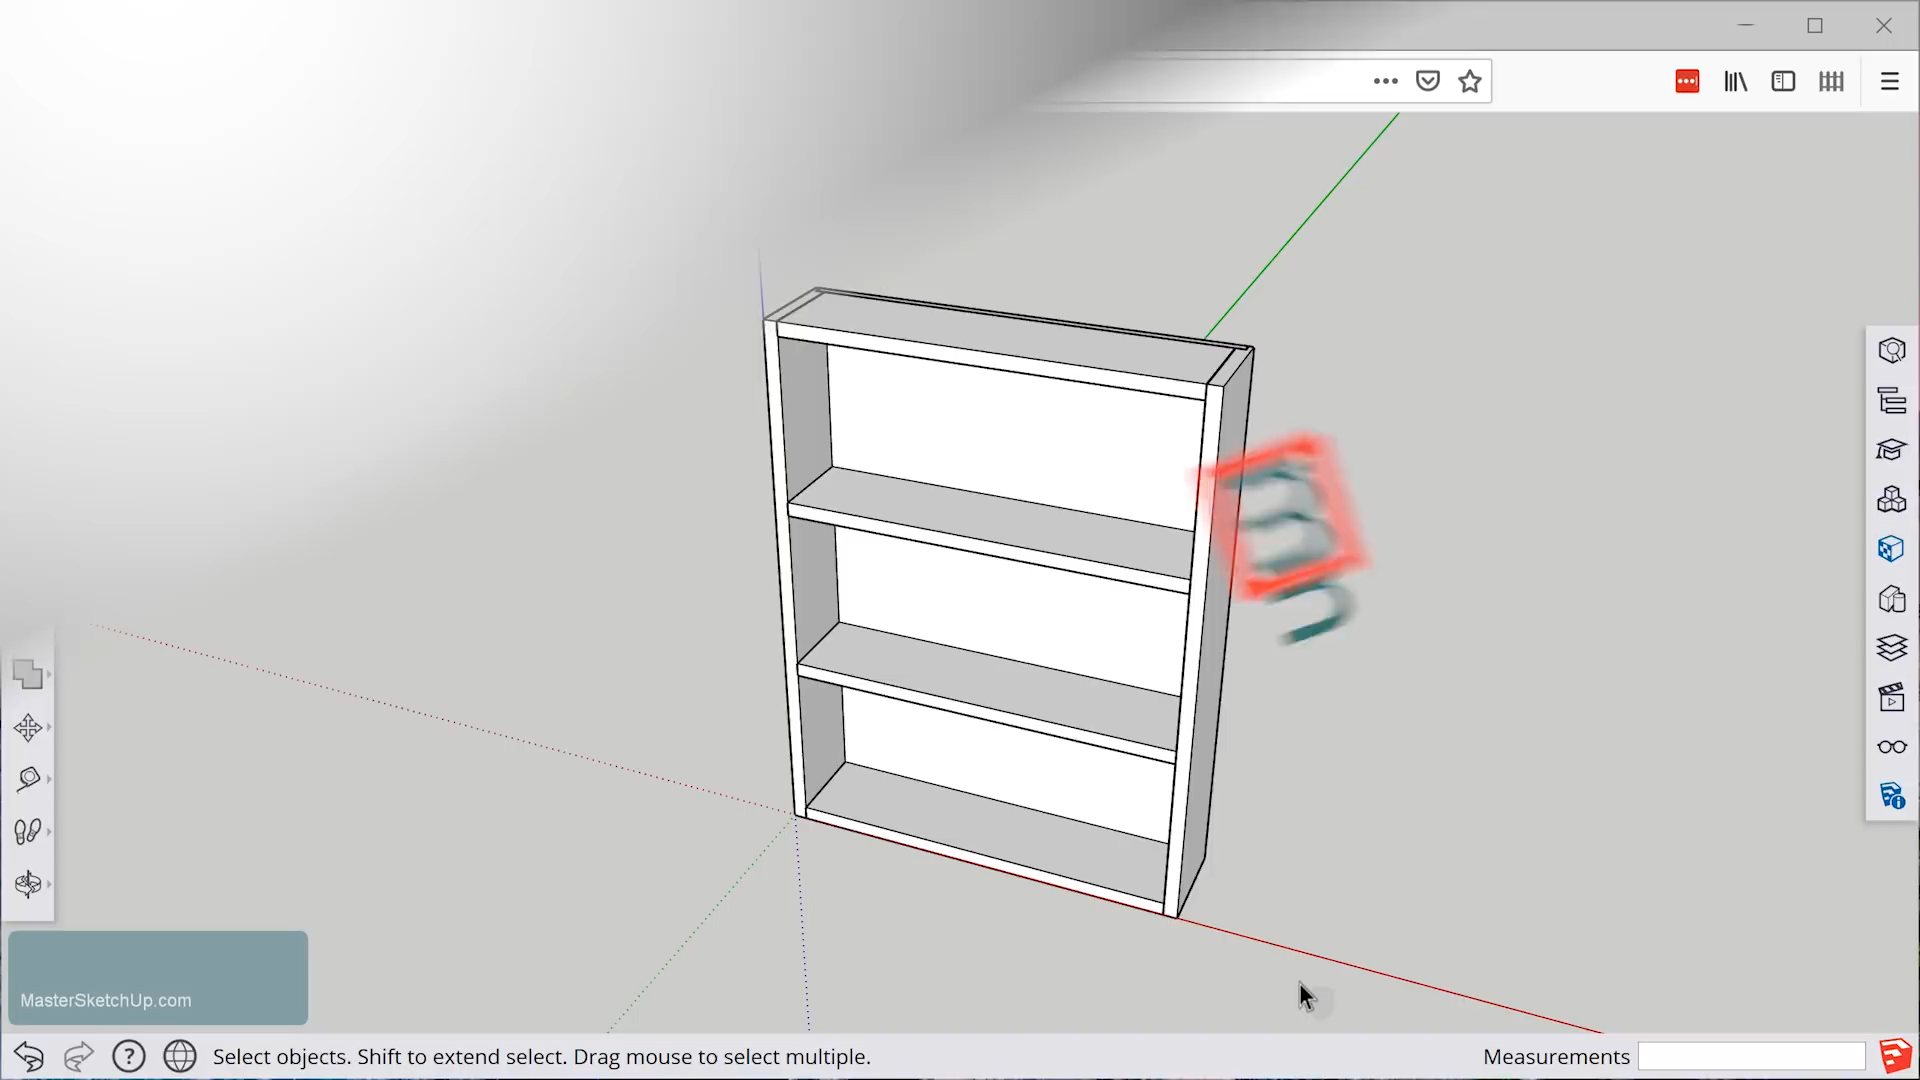 MasterSketchUp.com
Select objects. Shift to extend select. Drag mouse to select multiple.
Measurements